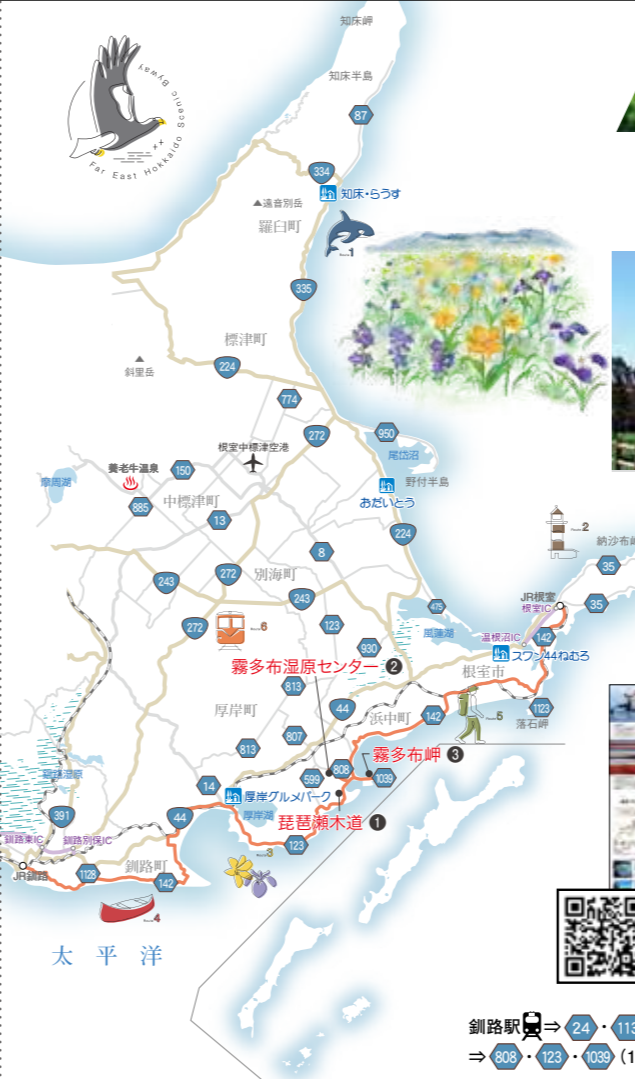 知床岬
知床半島
Far East Hokkaido Scenic Byway
87
334
知床・らうす
▲遠音別岳
羅臼町
1
335
標津町
▲
斜里岳
224
774
272
根室中標津空港
950
尾岱沼
養老牛温泉
150
摩周湖
885
中標津町
13
野付半島
おだいとう
224
2
納沙布岬
8
35
272
別海町
243
243
JR根室
根室IC
35
475
風蓮湖
272
6
123
142
温根沼IC
930
スワン44ねむろ
霧多布湿原センター ❷
根室市
813
44
浜中町
142
5
1123
落石岬
厚岸町
807
813
霧多布岬 ❸
808
599
1039
14
厚岸グルメパーク
厚岸湖
琵琶瀬木道 ❶
391
44
釧路東IC
釧路別保IC
123
3
JR釧路
釧路町
1128
142
4
太平洋
釧路駅⇒24・113
⇒808・123・1039(1